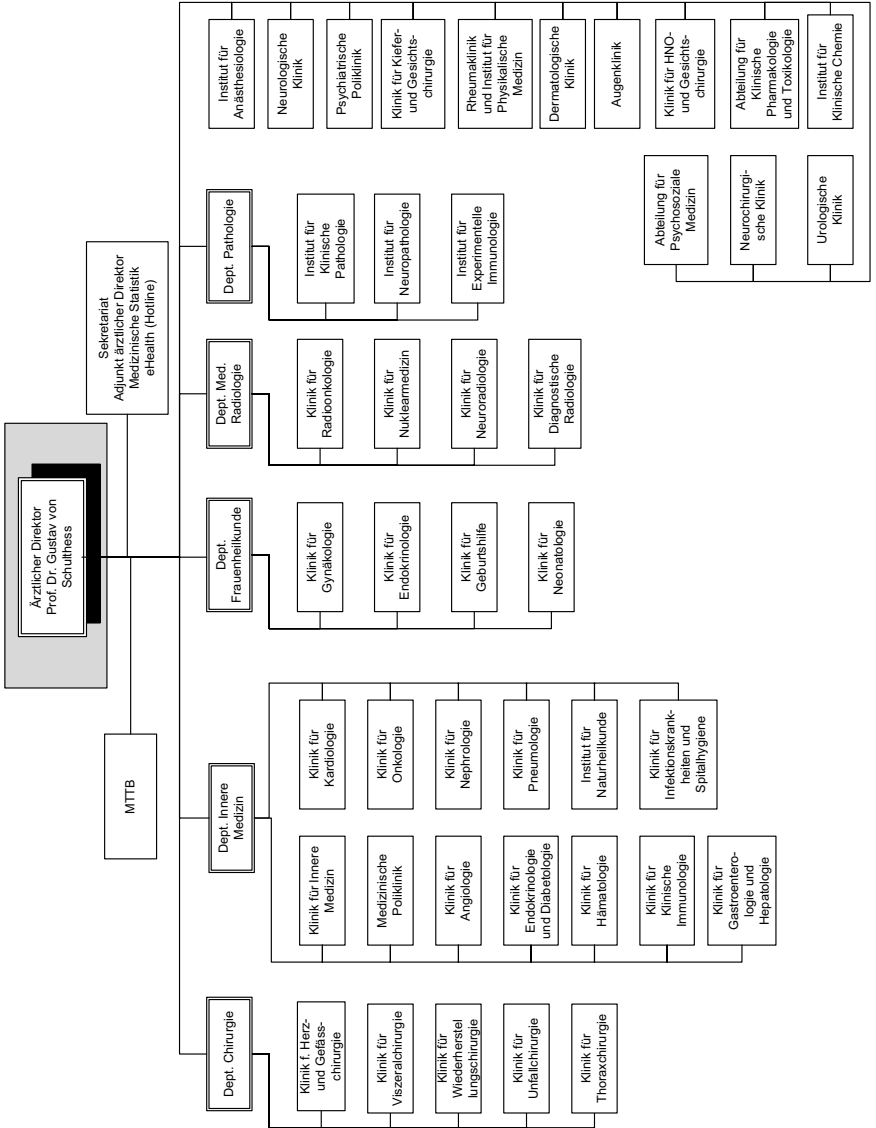 Ärztlicher Direktor
Prof. Dr. Gustav von
Schulthess
MTTB
Sekretariat
Adjunkt ärztlicher Direktor
Medizinische Statistik
eHealth (Hotline)
Dept. Chirurgie
Klinik f. Herz-
und Gefäss-
chirurgie
Klinik für
Viszeralchirurgie
Klinik für
Wiederherstel
lungschirurgie
Klinik für
Unfallchirurgie
Klinik für
Thoraxchirurgie
Dept. Innere
Medizin
Klinik für Innere
Medizin
Medizinische
Poliklinik
Klinik für
Angiologie
Klinik für
Endokrinologie
und Diabetologie
Klinik für
Hämatologie
Klinik für
Klinische
Immunologie
Klinik für
Gastroentero-
logie und
Hepatologie
Klinik für
Kardiologie
Klinik für
Onkologie
Klinik für
Nephrologie
Klinik für
Pneumologie
Institut für
Naturheilkunde
Klinik für
Infektionskrank-
heiten und
Spitalhygiene
Dept.
Frauenheilkunde
Klinik für
Gynäkologie
Klinik für
Endokrinologie
Klinik für
Geburtshilfe
Klinik für
Neonatologie
Dept. Med.
Radiologie
Klinik für
Radioonkologie
Klinik für
Nuklearmedizin
Klinik für
Neuroradiologie
Klinik für
Diagnostische
Radiologie
Dept. Pathologie
Institut für
Klinische
Pathologie
Institut für
Neuropathologie
Institut für
Experimentelle
Immunologie
Abteilung für
Psychosoziale
Medizin
Neurochirurgi-
sche Klinik
Urologische
Klinik
Institut für
Anästhesiologie
Neurologische
Klinik
Psychiatrische
Poliklinik
Klinik für Kiefer-
und Gesichts-
chirurgie
Rheumaklinik
und Institut für
Physikalische
Medizin
Dermatologische
Klinik
Augenklinik
Klinik für HNO-
und Gesichts-
chirurgie
Abteilung für
Klinische
Pharmakologie
und Toxikologie
Institut für
Klinische Chemie